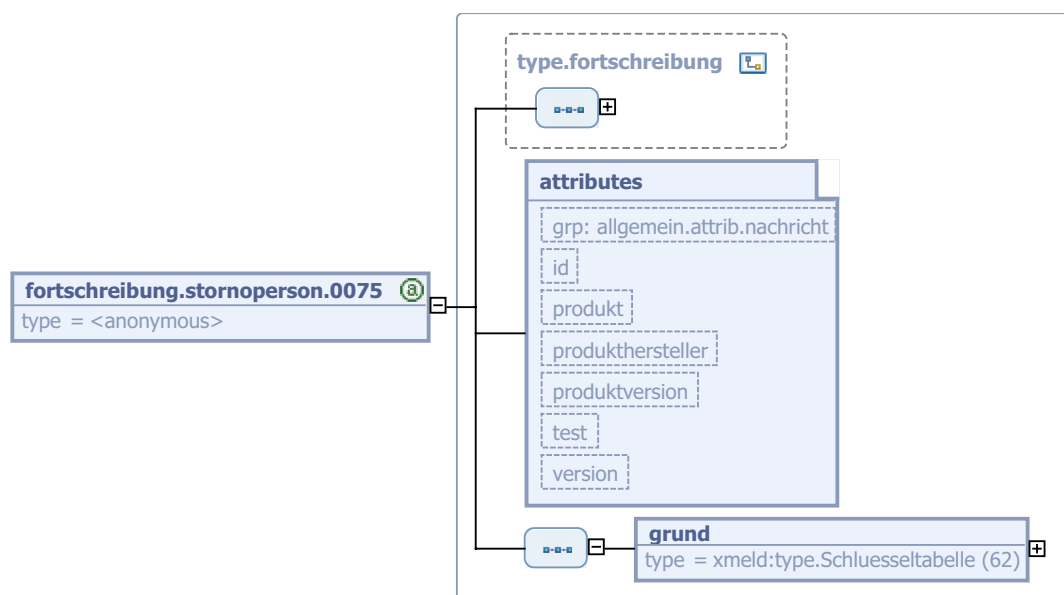 type.fortschreibung
attributes
grp: allgemein.attrib.nachricht
id
produkt
produkthersteller
produktversion
test
version
fortschreibung.stornoperson.0075 @
type = <anonymous>
grund
type = xmeld:type.Schluesseltabelle (62)